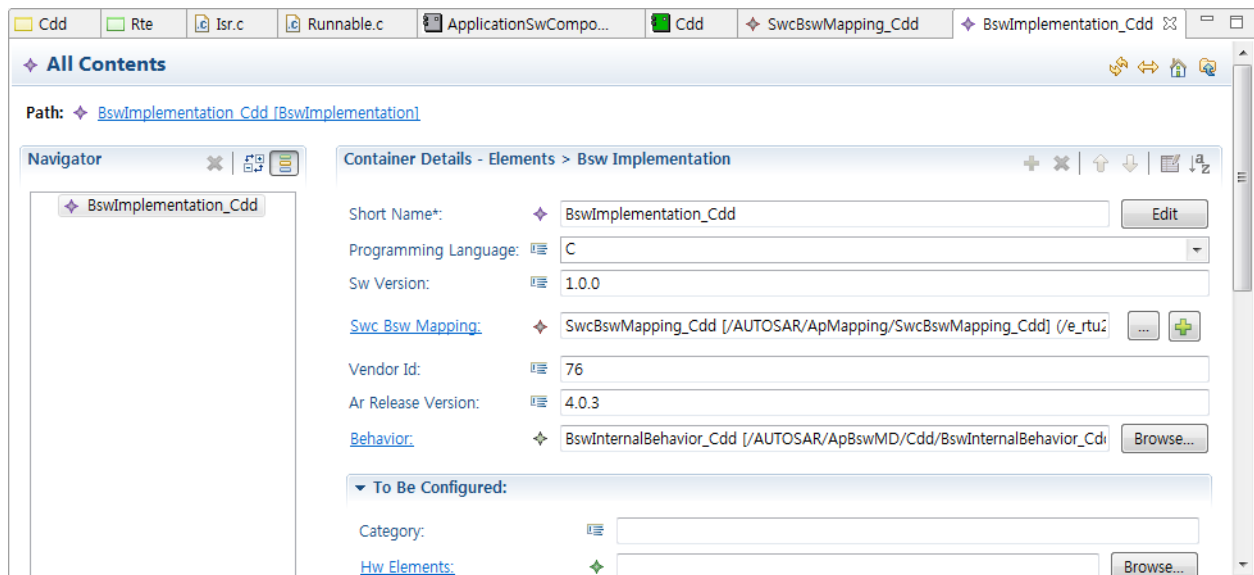 Cdd Rte Isr.c Runnable.c ApplicationSwCompo... Cdd SwcBswMapping_Cdd BswImplementation_Cdd
All Contents
Path: BswImplementation_Cdd [BswImplementation]
Navigator
BswImplementation_Cdd
Container Details - Elements > Bsw Implementation
Short Name*: BswImplementation_Cdd Edit
Programming Language: C
Sw Version: 1.0.0
Swc Bsw Mapping: SwcBswMapping_Cdd [/AUTOSAR/ApMapping/SwcBswMapping_Cdd] (/e_rtu2 ...
Vendor Id: 76
Ar Release Version: 4.0.3
Behavior: BswInternalBehavior_Cdd [/AUTOSAR/ApBswMD/Cdd/BswInternalBehavior_Cd Browse...
To Be Configured:
Category:
Hw Elements: Browse...